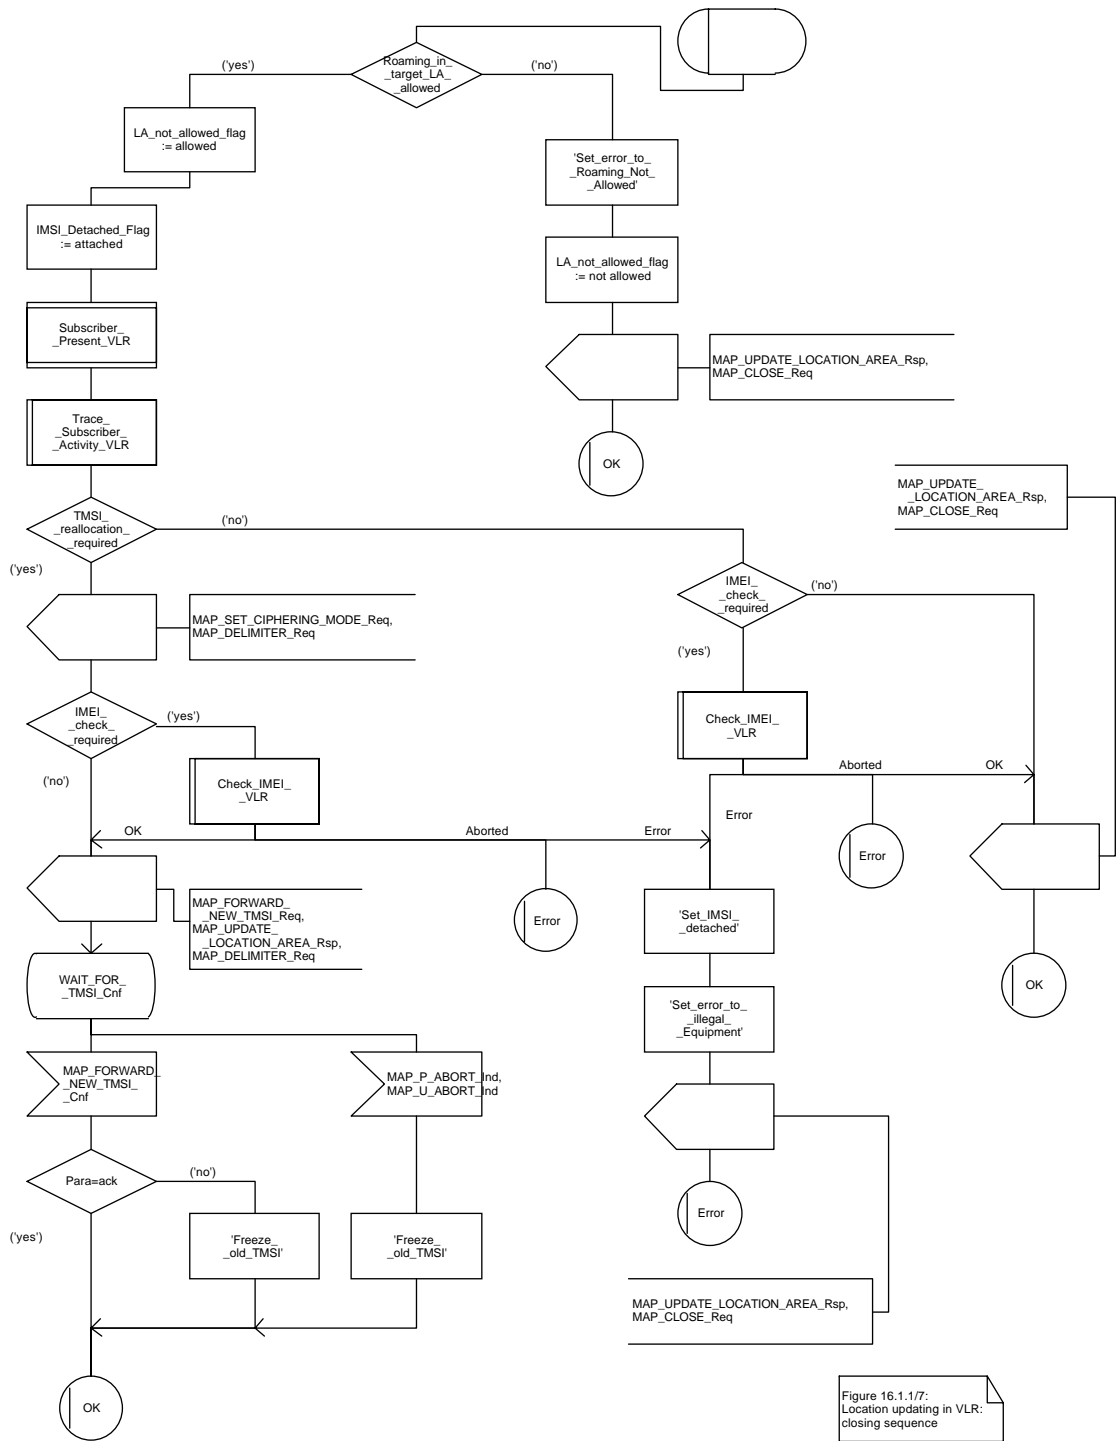 ('yes')
Roaming_in_
_target_LA_
_allowed
('no')
LA_not_allowed_flag
:= allowed
'Set_error_to_
_Roaming_Not_
_Allowed'
IMSI_Detached_Flag
:= attached
LA_not_allowed_flag
:= not allowed
Subscriber_
_Present_VLR
MAP_UPDATE_LOCATION_AREA_Rsp,
MAP_CLOSE_Req
Trace_
_Subscriber_
_Activity_VLR
OK
MAP_UPDATE_
_LOCATION_AREA_Rsp,
MAP_CLOSE_Req
TMSI_
_reallocation_
_required
('no')
('yes')
IMEI_
_check_
_required
('no')
MAP_SET_CIPHERING_MODE_Req,
MAP_DELIMITER_Req
('yes')
IMEI_
_check_
_required
('yes')
Check_IMEI_
_VLR
('no')
Check_IMEI_
_VLR
Aborted
OK
Error
OK
Aborted
Error
Error
MAP_FORWARD_
_NEW_TMSI_Req,
MAP_UPDATE_
_LOCATION_AREA_Rsp,
MAP_DELIMITER_Req
Error
'Set_IMSI_
_detached'
WAIT_FOR_
_TMSI_Cnf
OK
'Set_error_to_
_illegal_
_Equipment'
MAP_FORWARD_
_NEW_TMSI_
_Cnf
MAP_P_ABORT_Ind,
MAP_U_ABORT_Ind
Para=ack
('no')
('yes')
Error
'Freeze_
_old_TMSI'
'Freeze_
_old_TMSI'
MAP_UPDATE_LOCATION_AREA_Rsp,
MAP_CLOSE_Req
OK
Figure 16.1.1/7:
Location updating in VLR:
closing sequence